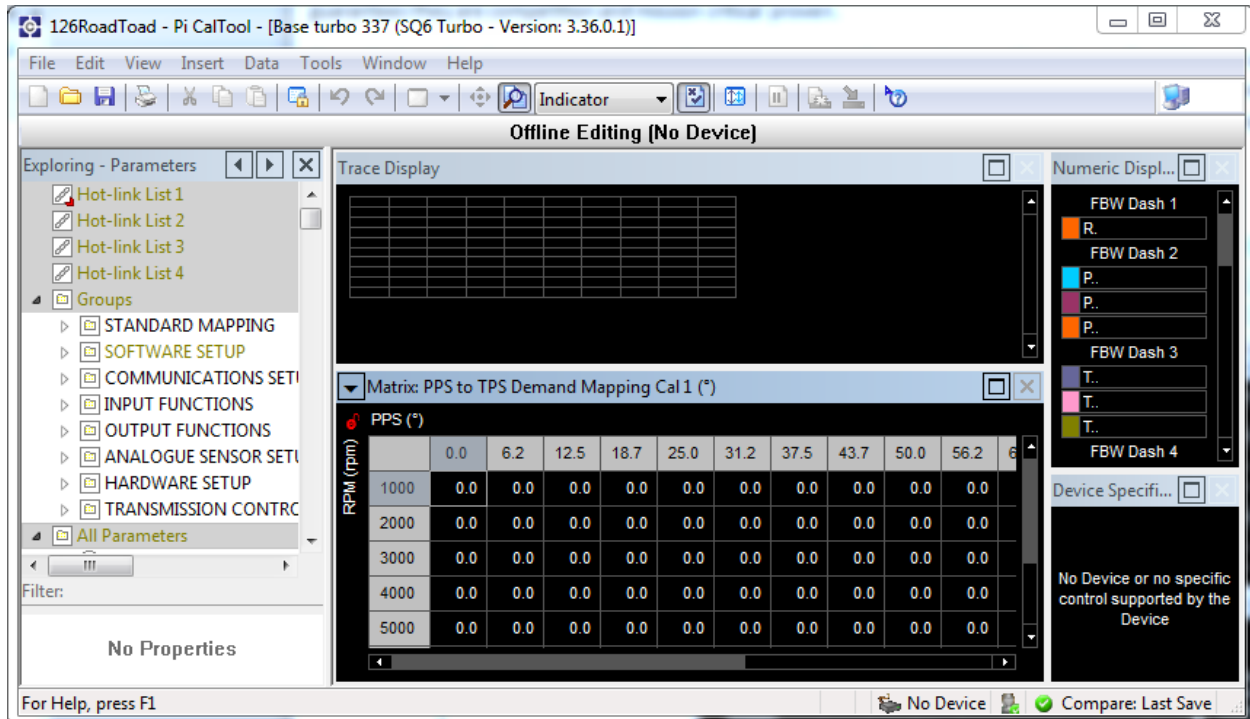 126RoadToad - Pi CalTool - [Base turbo 337 (SQ6 Turbo - Version: 3.36.0.1)]
File Edit View Insert Data Tools Window Help
Indicator
Offline Editing (No Device)
Exploring - Parameters
Hot-link List 1
Hot-link List 2
Hot-link List 3
Hot-link List 4
Groups
STANDARD MAPPING
SOFTWARE SETUP
COMMUNICATIONS SETU
INPUT FUNCTIONS
OUTPUT FUNCTIONS
ANALOGUE SENSOR SETU
HARDWARE SETUP
TRANSMISSION CONTRC
All Parameters
Filter:
No Properties
Trace Display
Matrix: PPS to TPS Demand Mapping Cal 1 (°)
PPS (°)
RPM (rpm)
0.0 6.2 12.5 18.7 25.0 31.2 37.5 43.7 50.0 56.2 6
1000 0.0 0.0 0.0 0.0 0.0 0.0 0.0 0.0 0.0 0.0
2000 0.0 0.0 0.0 0.0 0.0 0.0 0.0 0.0 0.0 0.0
3000 0.0 0.0 0.0 0.0 0.0 0.0 0.0 0.0 0.0 0.0
4000 0.0 0.0 0.0 0.0 0.0 0.0 0.0 0.0 0.0 0.0
5000 0.0 0.0 0.0 0.0 0.0 0.0 0.0 0.0 0.0 0.0
Numeric Displ...
FBW Dash 1
R.
FBW Dash 2
P..
P..
P..
FBW Dash 3
T..
T..
T..
FBW Dash 4
Device Specifi...
No Device or no specific
control supported by the
Device
For Help, press F1
No Device
Compare: Last Save